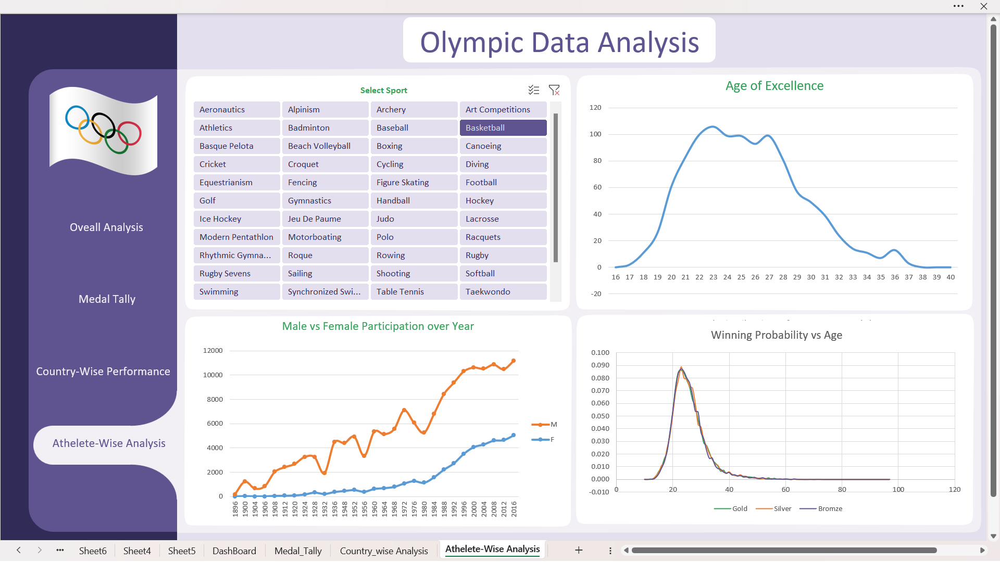 Olympic Data Analysis
Oveall Analysis
Medal Tally
Country-Wise Performance
Athelete-Wise Analysis
Select Sport
Aeronautics Alpinism Archery Art Competitions
Athletics Badminton Baseball Basketball
Basque Pelota Beach Volleyball Boxing Canoeing
Cricket Croquet Cycling Diving
Equestrianism Fencing Figure Skating Football
Golf Gymnastics Handball Hockey
Ice Hockey Jeu De Paume Judo Lacrosse
Modern Pentathlon Motorboating Polo Racquets
Rhythmic Gymna... Roque Rowing Rugby
Rugby Sevens Sailing Shooting Softball
Swimming Synchronized Swi... Table Tennis Taekwondo
Age of Excellence
120
100
80
60
40
20
0
-20
16 17 18 19 20 21 22 23 24 25 26 27 28 29 30 31 32 33 34 35 36 37 38 39 40
Male vs Female Participation over Year
12000
10000
8000
6000
4000
2000
0
1896 1900 1904 1906 1908 1912 1920 1924 1928 1932 1936 1948 1952 1956 1960 1964 1968 1972 1976 1980 1984 1988 1992 1996 2000 2004 2008 2012 2016
M
F
Winning Probability vs Age
0.100
0.090
0.080
0.070
0.060
0.050
0.040
0.030
0.020
0.010
0.000
-0.010
0 20 40 60 80 100 120
Gold Silver Bromze
Sheet6 Sheet4 Sheet5 DashBoard Medal_Tally Country_wise Analysis Athelete-Wise Analysis